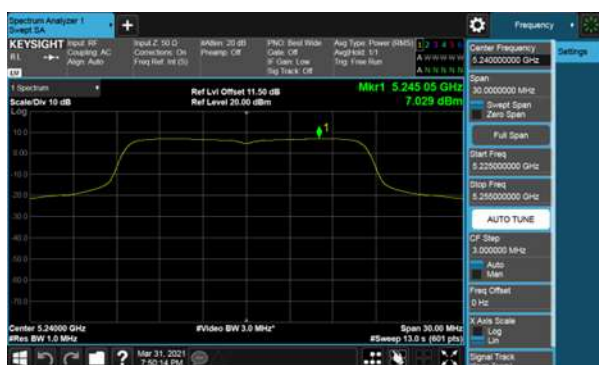 Spectrum Analyzer 1
Swept SA
+
Frequency
KEYSIGHT
Input: RF
Input Z: 50 Ω
#Atten: 20 dB
PNO: Best Wide
Avg Type: Power (RMS)
1 2 3 4 5 6
RL
Coupling: AC
Corrections: On
Preamp: Off
Gate: Off
Avg|Hold: 1/1
Align: Auto
Freq Ref: Int (S)
IF Gain: Low
Trig: Free Run
Sig Track: Off
LW
A N N N N N
1 Spectrum
Ref Lvl Offset 11.50 dB
Mkr1 5.245 05 GHz
Scale/Div 10 dB
Ref Level 20.00 dBm
7.029 dBm
Log
1
10.0
0.00
-10.0
-20.0
-30.0
-40.0
-50.0
-60.0
-70.0
Center 5.24000 GHz
#Video BW 3.0 MHz*
Span 30.00 MHz
#Res BW 1.0 MHz
#Sweep 13.0 s (601 pts)
?
Mar 31, 2021
7:50:14 PM
Center Frequency
5.240000000 GHz
Settings
Span
30.0000000 MHz
Swept Span
Zero Span
Full Span
Start Freq
5.225000000 GHz
Stop Freq
5.255000000 GHz
AUTO TUNE
CF Step
3.000000 MHz
Auto
Man
Freq Offset
0 Hz
X Axis Scale
Log
Lin
Signal Track